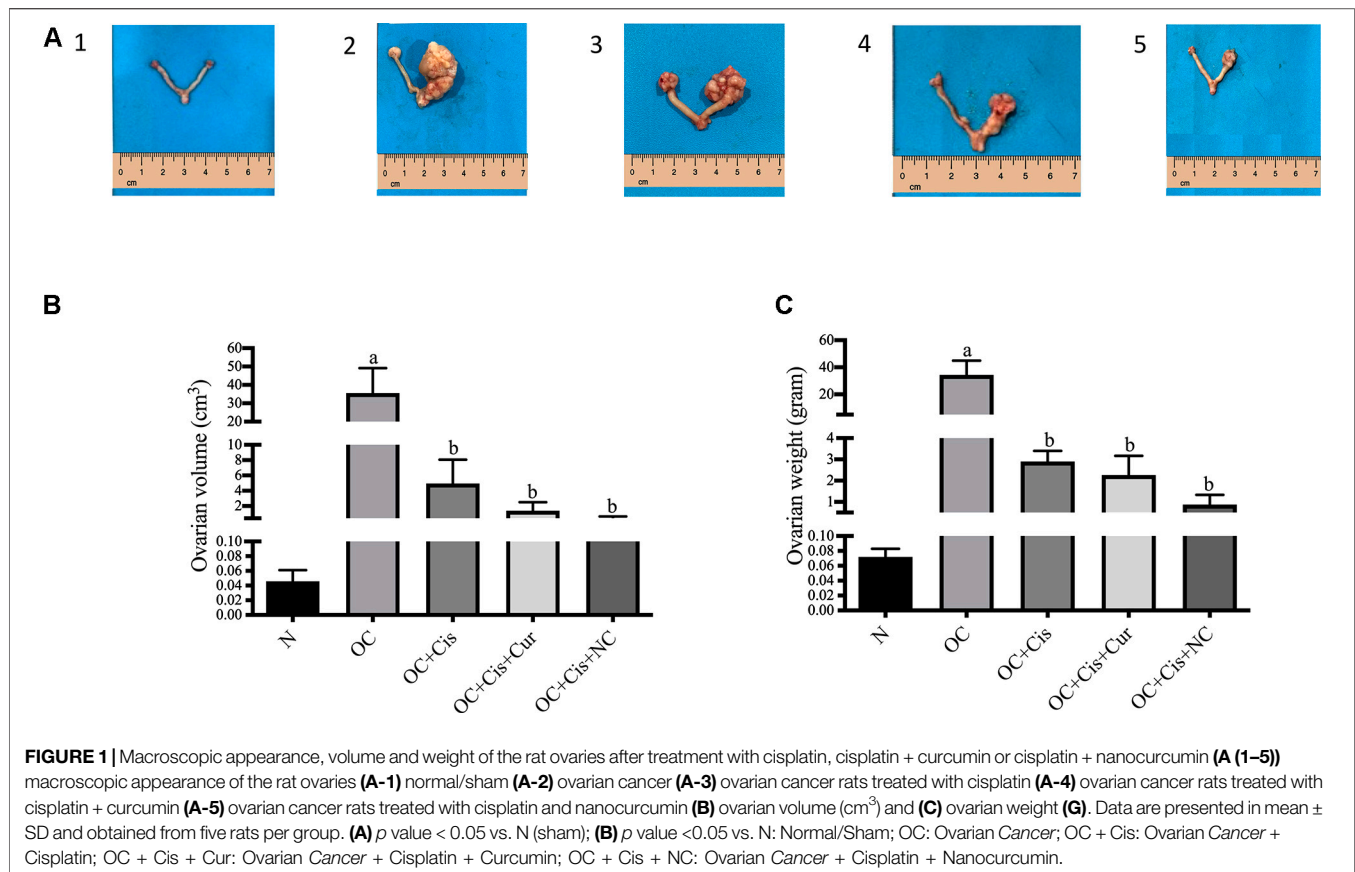 A 1 2 3 4 5
0 1 2 3 4 5 6 7
cm
0 1 2 3 4 5 6 7
cm
0 1 2 3 4 5 6 7
cm
0 1 2 3 4 5 6 7
cm
0 1 2 3 4 5 6 7
cm
B
Ovarian volume (cm³)
60
50
40
30
20
10
8
6
4
2
0.10
0.08
0.06
0.04
0.02
0.00
a
b
b
b
N
OC
OC+Cis
OC+Cis+Cur
OC+Cis+NC
C
Ovarian weight (gram)
60
40
20
4
3
2
1
0.10
0.08
0.06
0.04
0.02
0.00
a
b
b
b
N
OC
OC+Cis
OC+Cis+Cur
OC+Cis+NC
FIGURE 1 | Macroscopic appearance, volume and weight of the rat ovaries after treatment with cisplatin, cisplatin + curcumin or cisplatin + nanocurcumin (A (1–5))
macroscopic appearance of the rat ovaries (A-1) normal/sham (A-2) ovarian cancer (A-3) ovarian cancer rats treated with cisplatin (A-4) ovarian cancer rats treated with
cisplatin + curcumin (A-5) ovarian cancer rats treated with cisplatin and nanocurcumin (B) ovarian volume (cm³) and (C) ovarian weight (G). Data are presented in mean ±
SD and obtained from five rats per group. (A) p value < 0.05 vs. N (sham); (B) p value <0.05 vs. N: Normal/Sham; OC: Ovarian Cancer; OC + Cis: Ovarian Cancer +
Cisplatin; OC + Cis + Cur: Ovarian Cancer + Cisplatin + Curcumin; OC + Cis + NC: Ovarian Cancer + Cisplatin + Nanocurcumin.